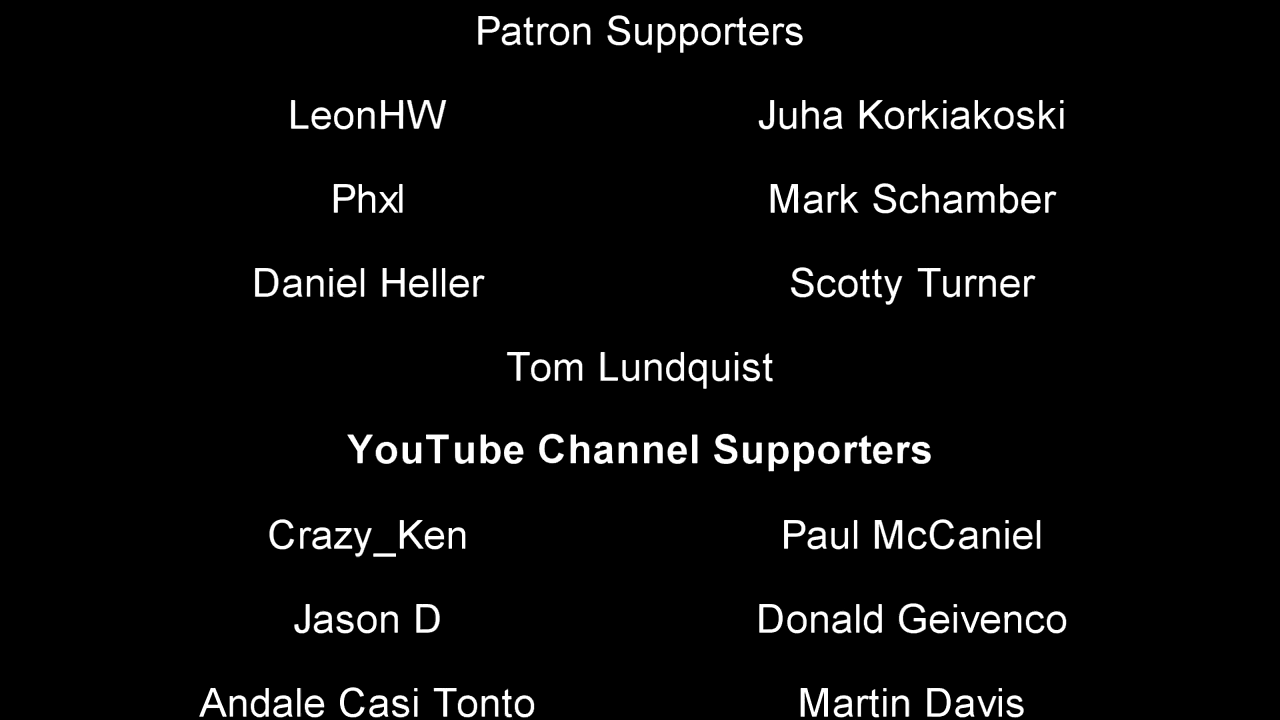 Patron Supporters
LeonHW Juha Korkiakoski
Phxl Mark Schamber
Daniel Heller Scotty Turner
Tom Lundquist
YouTube Channel Supporters
Crazy_Ken Paul McCaniel
Jason D Donald Geivenco
Andale Casi Tonto Martin Davis